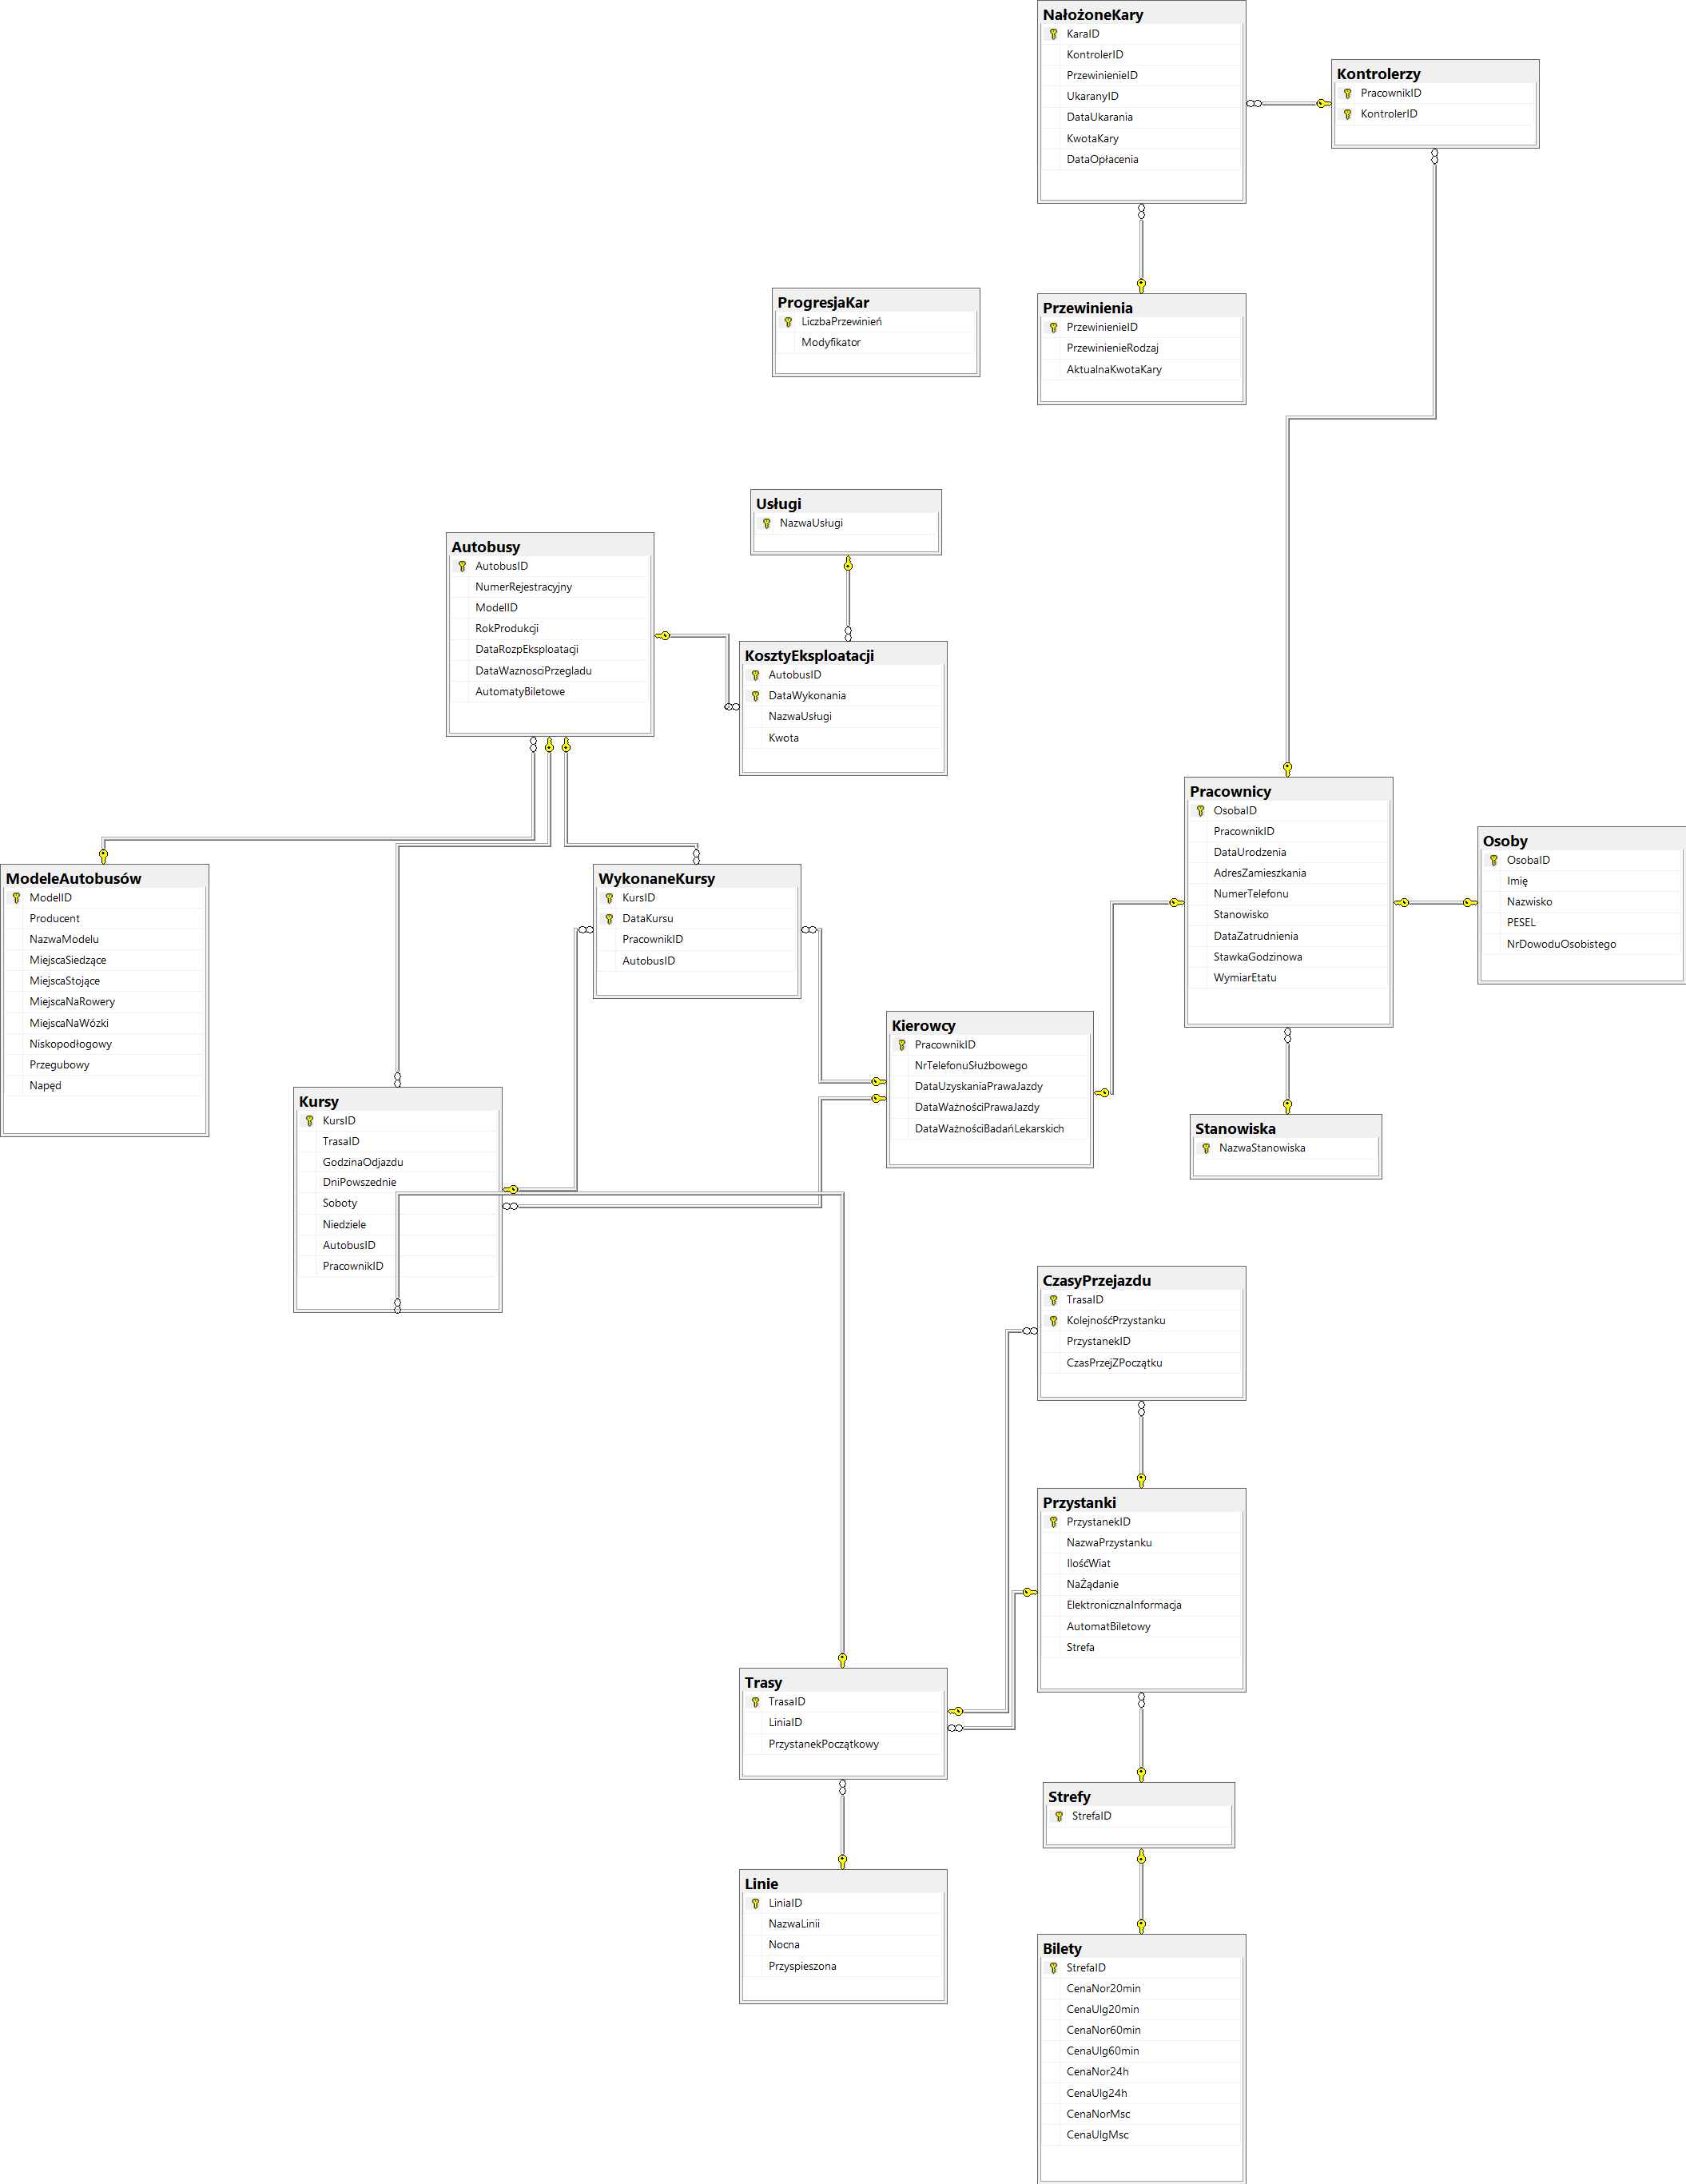 NałożoneKary
KaraID
KontrolerID
PrzewinienieID
UkaranyID
DataUkarania
KwotaKary
DataOpłacenia
Kontrolerzy
PracownikID
KontrolerID
ProgresjaKar
LiczbaPrzewinień
Modyfikator
Przewinienia
PrzewinienieID
PrzewinienieRodzaj
AktualnaKwotaKary
Usługi
NazwaUsługi
Autobusy
AutobusID
NumerRejestracyjny
ModelID
RokProdukcji
DataRozpEksploatacji
DataWaznosciPrzegladu
AutomatyBiletowe
KosztyEksploatacji
AutobusID
DataWykonania
NazwaUsługi
Kwota
Pracownicy
OsobaID
PracownikID
DataUrodzenia
AdresZamieszkania
NumerTelefonu
Stanowisko
DataZatrudnienia
StawkaGodzinowa
WymiarEtatu
Osoby
OsobaID
Imię
Nazwisko
PESEL
NrDowoduOsobistego
ModeleAutobusów
ModelID
Producent
NazwaModelu
MiejscaSiedzące
MiejscaStojące
MiejscaNaRowery
MiejscaNaWózki
Niskopodłogowy
Przegubowy
Napęd
WykonaneKursy
KursID
DataKursu
PracownikID
AutobusID
Kierowcy
PracownikID
NrTelefonuSłużbowego
DataUzyskaniaPrawaJazdy
DataWażnościPrawaJazdy
DataWażnościBadańLekarskich
Kursy
KursID
TrasaID
GodzinaOdjazdu
DniPowszednie
Soboty
Niedziele
AutobusID
PracownikID
Stanowiska
NazwaStanowiska
CzasyPrzejazdu
TrasaID
KolejnośćPrzystanku
PrzystanekID
CzasPrzejZPoczątku
Przystanki
PrzystanekID
NazwaPrzystanku
IlośćWiat
NaŻądanie
ElektronicznaInformacja
AutomatBiletowy
Strefa
Trasy
TrasaID
LiniaID
PrzystanekPoczątkowy
Strefy
StrefaID
Linie
LiniaID
NazwaLinii
Nocna
Przyspieszona
Bilety
StrefaID
CenaNor20min
CenaUlg20min
CenaNor60min
CenaUlg60min
CenaNor24h
CenaUlg24h
CenaNorMsc
CenaUlgMsc